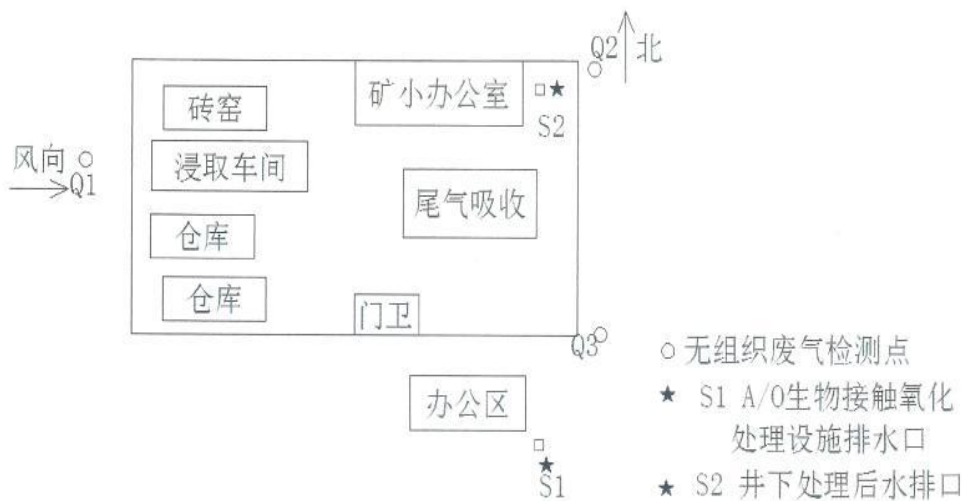 Q2
北
砖窑
矿小办公室
S2
风向
Q1
浸取车间
尾气吸收
仓库
仓库
门卫
Q3
无组织废气检测点
办公区
★ S1 A/O生物接触氧化
处理设施排水口
S1
★ S2 井下处理后水排口